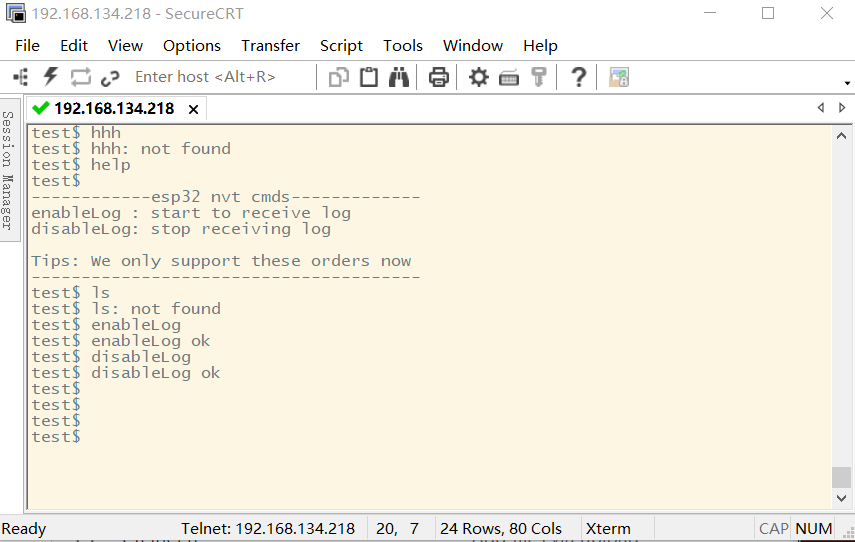 192.168.134.218 - SecureCRT
File Edit View Options Transfer Script Tools Window Help
Enter host <Alt+R>
192.168.134.218
Session Manager
test$ hhh
test$ hhh: not found
test$ help
test$
------------esp32 nvt cmds-------------
enableLog : start to receive log
disableLog: stop receiving log
Tips: We only support these orders now
---------------------------------------
test$ ls
test$ ls: not found
test$ enableLog
test$ enableLog ok
test$ disableLog
test$ disableLog ok
test$
test$
test$
test$
Ready Telnet: 192.168.134.218 20, 7 24 Rows, 80 Cols Xterm CAP NUM